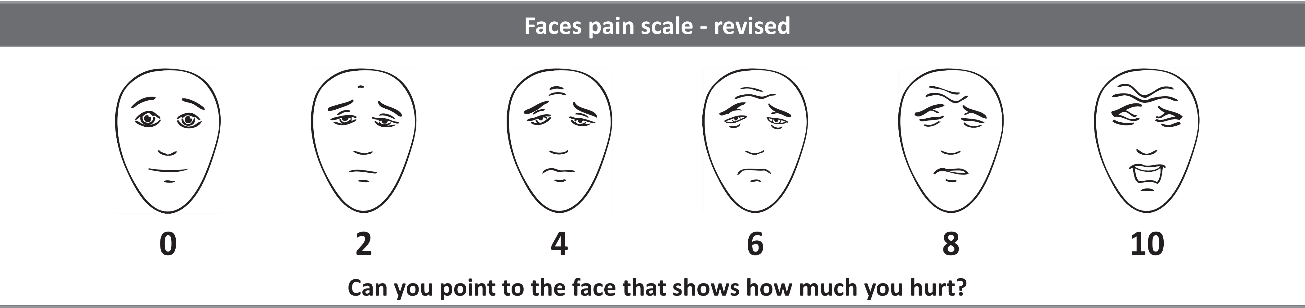 Faces pain scale - revised
0 2 4 6 8 10
Can you point to the face that shows how much you hurt?